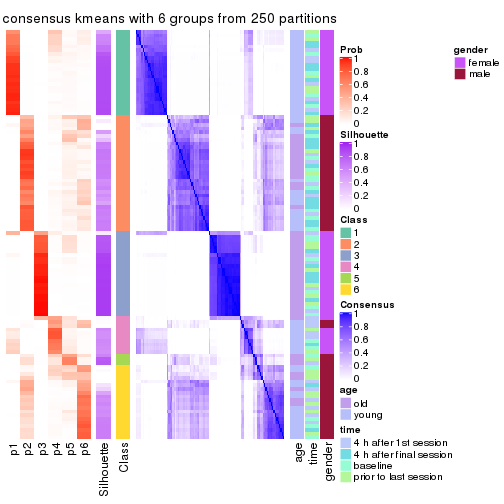 consensus kmeans with 6 groups from 250 partitions
Prob
1
0.8
0.6
0.4
0.2
0
gender
female
male
Silhouette
1
0.8
0.6
0.4
0.2
0
Class
1
2
3
4
5
6
Consensus
1
0.8
0.6
0.4
0.2
0
age
old
young
time
4 h after 1st session
4 h after final session
baseline
prior to last session
p1
p2
p3
p4
p5
p6
Silhouette
Class
age
time
gender